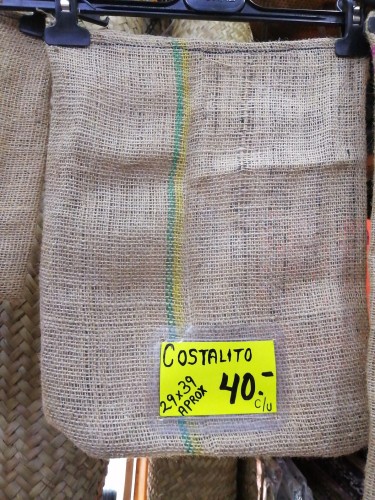 COSTALITO
29x39 40.-
APROX C/U